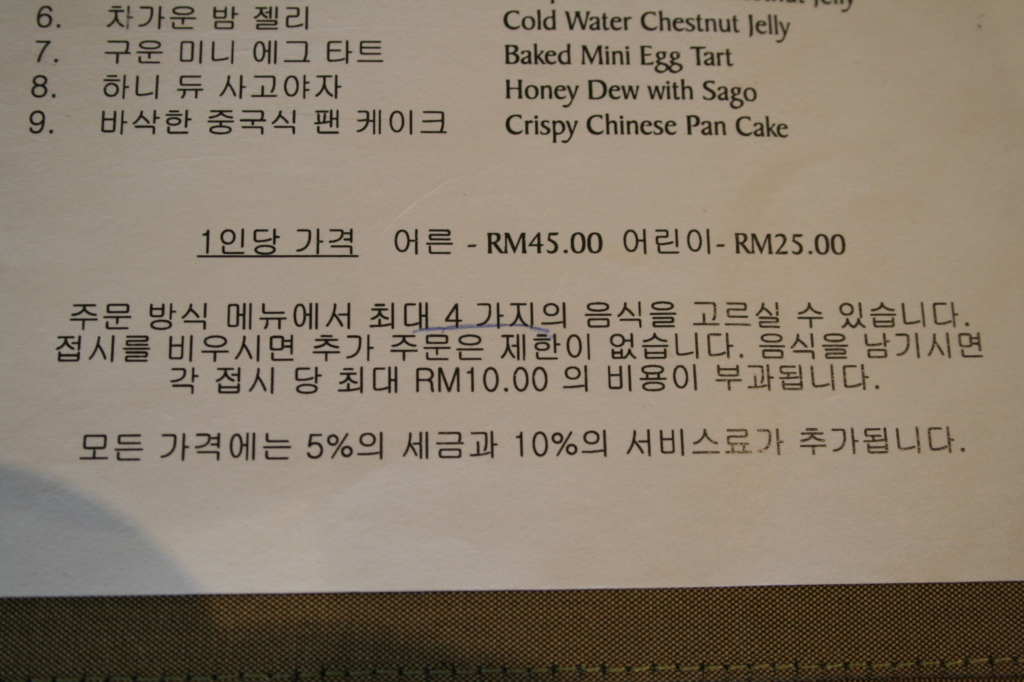 Jelly
6. 차가운 밤 젤리 Cold Water Chestnut Jelly
7. 구운 미니 에그 타트 Baked Mini Egg Tart
8. 하니 듀 사고야자 Honey Dew with Sago
9. 바삭한 중국식 팬 케이크 Crispy Chinese Pan Cake
1인당 가격 어른 - RM45.00 어린이- RM25.00
주문 방식 메뉴에서 최대 4 가지의 음식을 고르실 수 있습니다.
접시를 비우시면 추가 주문은 제한이 없습니다. 음식을 남기시면
각 접시 당 최대 RM10.00 의 비용이 부과됩니다.
모든 가격에는 5%의 세금과 10%의 서비스료가 추가됩니다.